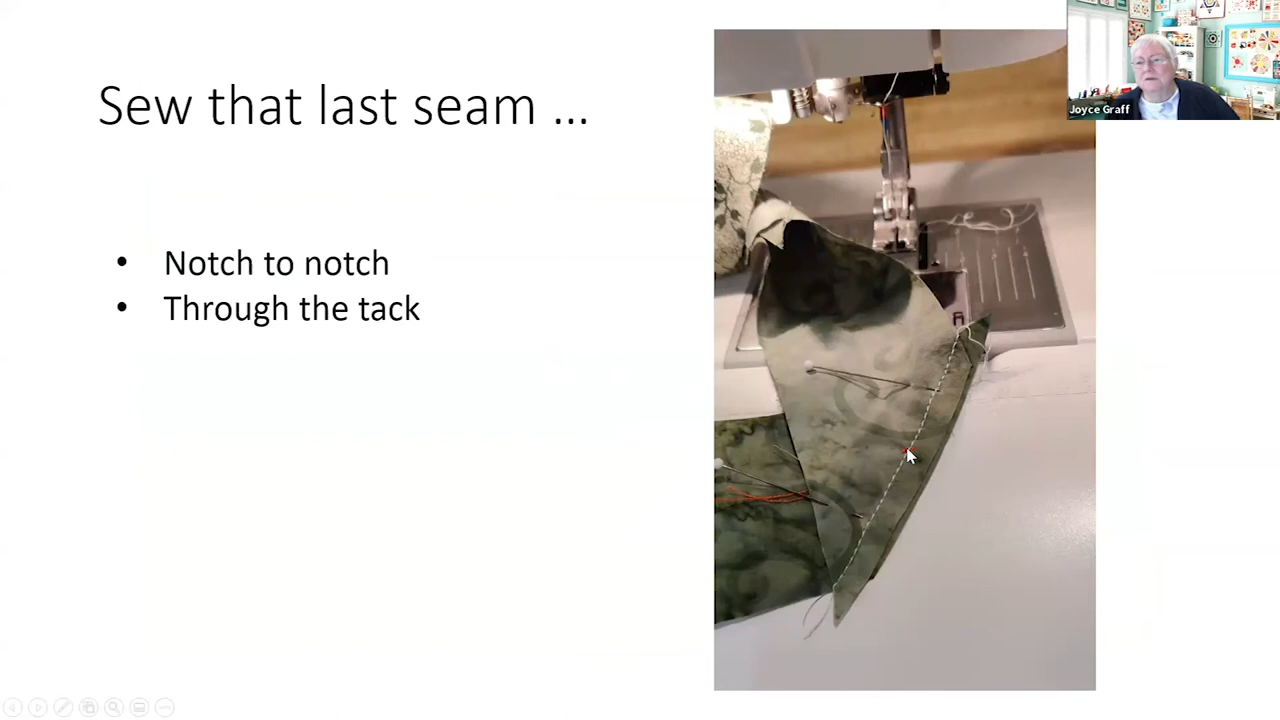 Sew that last seam ...
• Notch to notch
• Through the tack
Joyce Graff